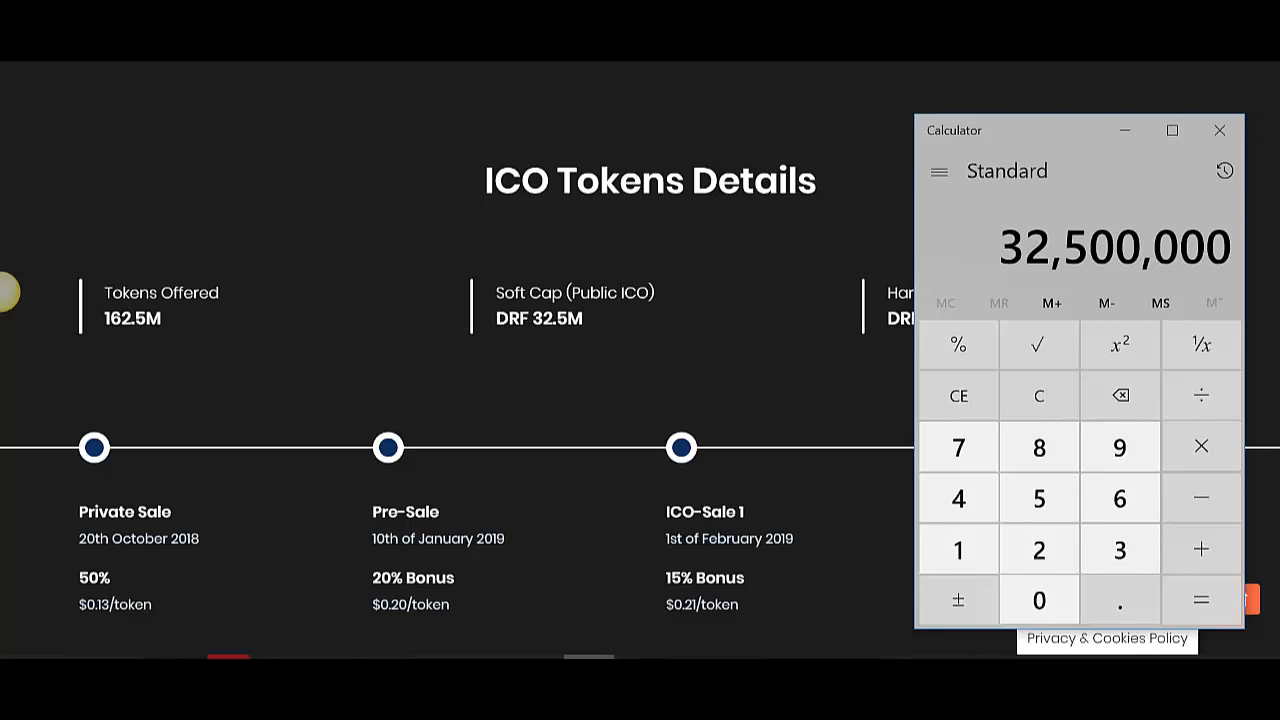 ICO Tokens Details
Tokens Offered
162.5M
Soft Cap (Public ICO)
DRF 32.5M
Private Sale
20th October 2018
50%
$0.13/token
Pre-Sale
10th of January 2019
20% Bonus
$0.20/token
ICO-Sale 1
1st of February 2019
15% Bonus
$0.21/token
Calculator
Standard
32,500,000
MC MR M+ M- MS M˅
% √ x² ¹/x
CE C ÷
7 8 9 ×
4 5 6 −
1 2 3 +
± 0 . =
Privacy & Cookies Policy